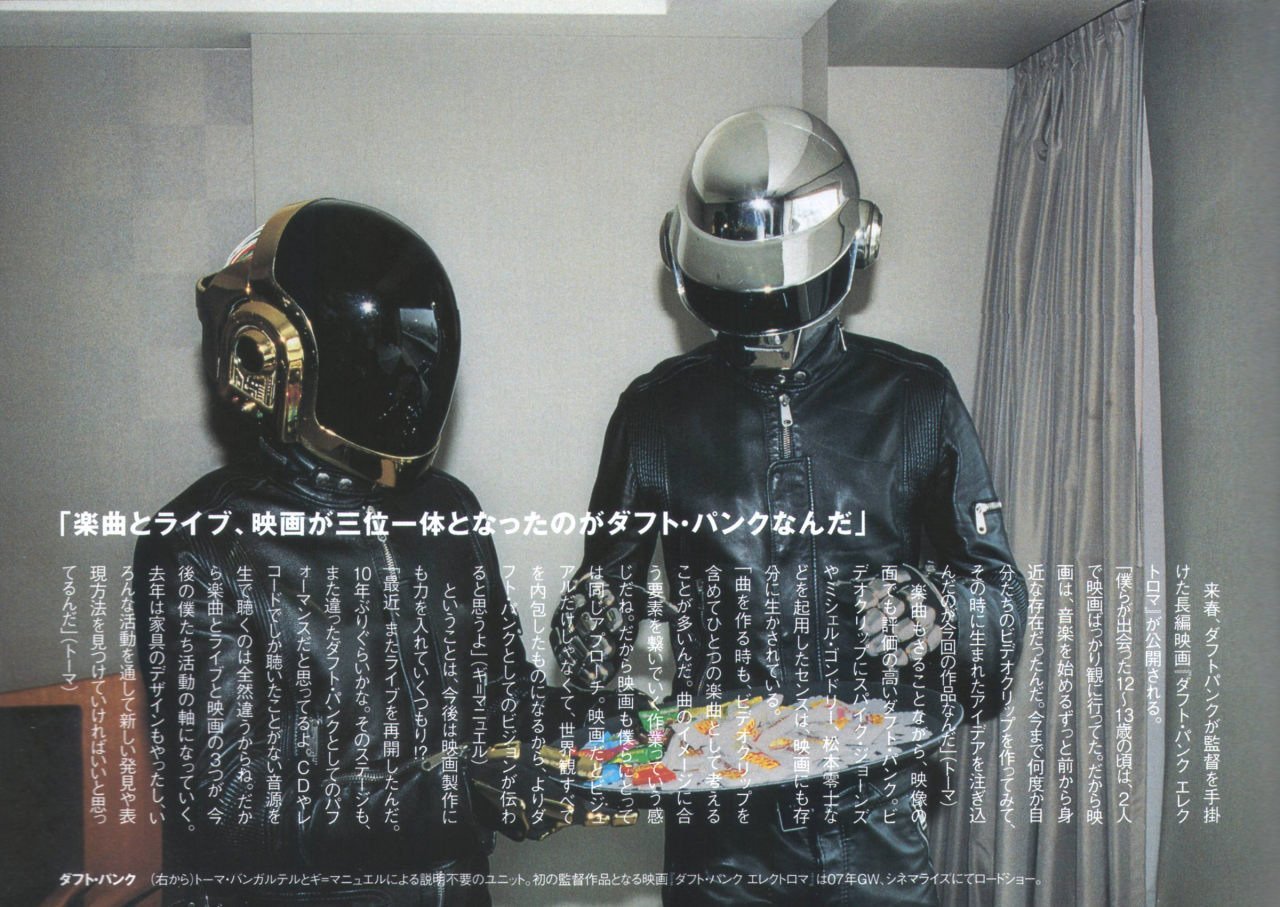 「楽曲とライブ、映画が三位一体となったのがダフト・パンクなんだ」
　来春、ダフトパンクが監督を手掛
けた長編映画『ダフト・パンク エレク
トロマ』が公開される。
「僕らが出会った12〜13歳の頃は、2人
で映画ばっかり観に行ってた。だから映
画は、音楽を始めるずっと前から身
近な存在だったんだ。今まで何度か自
分たちのビデオクリップを作ってみて、
その時に生まれたアイデアを注ぎ込
んだのが今回の作品なんだ」（トーマ）
　楽曲もさることながら、映像の
面でも評価の高いダフト・パンク。ビ
デオクリップにスパイク・ジョーンズ
やミシェル・ゴンドリー、松本零士な
どを起用したセンスは、映画にも存
分に生かされている。
「曲を作る時も、ビデオクリップを
含めてひとつの楽曲として考える
ことが多いんだ。曲のイメージに合
う要素を繋いでいく作業っていう感
じだね。だから映画も僕らにとって
は同じアプローチ。映画だとビジュ
アルだけじゃなくて、世界観すべて
を内包したものになるから、よりダ
フト・パンクとしてのビジョンが伝わ
ると思うよ」（ギ=マニュエル）
　ということは、今後は映画製作に
も力を入れていくつもり!?
「最近、またライブを再開したんだ。
10年ぶりぐらいかな。そのステージも、
また違ったダフト・パンクとしてのパフ
ォーマンスだと思ってるよ。CDやレ
コードでしか聴いたことがない音源を
生で聴くのは全然違うからね。だか
ら楽曲とライブと映画の3つが、今
後の僕たち活動の軸になっていく。
去年は家具のデザインもやったし、い
ろんな活動を通して新しい発見や表
現方法を見つけていければいいと思っ
てるんだ」（トーマ）
ダフト・パンク　（右から）トーマ・バンガルテルとギ=マニュエルによる説明不要のユニット。初の監督作品となる映画『ダフト・パンク エレクトロマ』は07年GW、シネマライズにてロードショー。